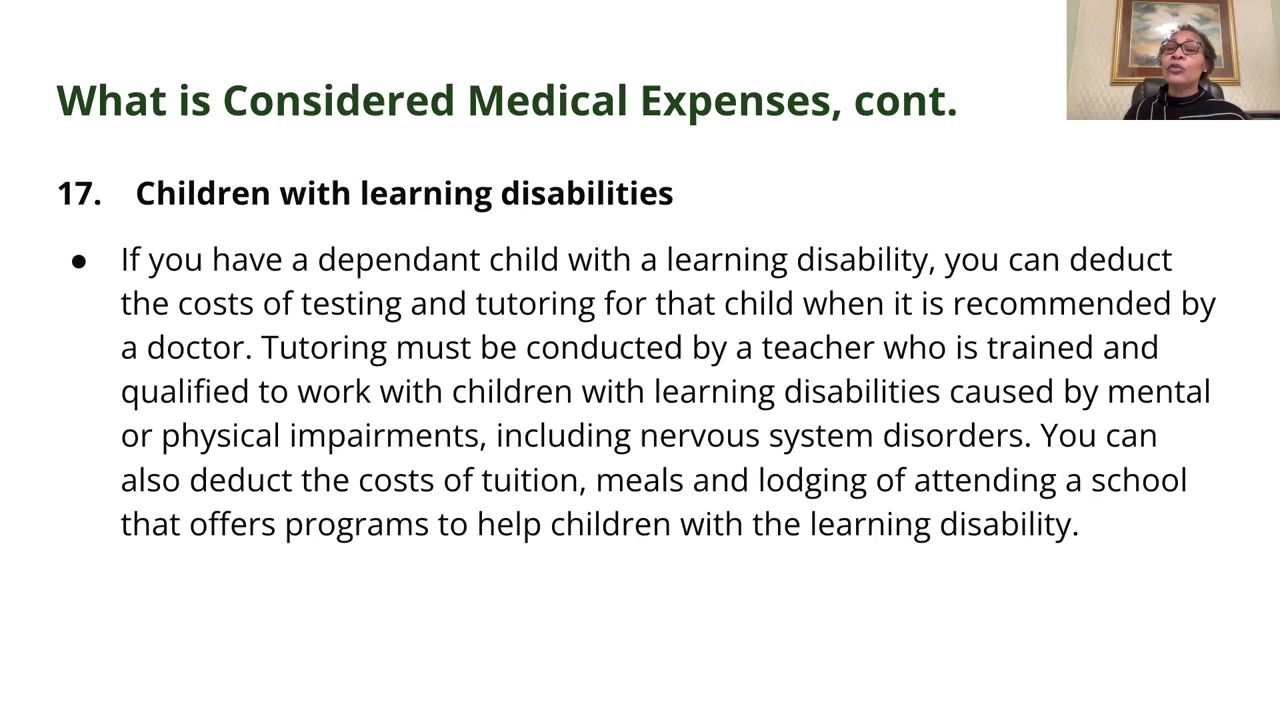 What is Considered Medical Expenses, cont.
17. Children with learning disabilities
● If you have a dependant child with a learning disability, you can deduct
the costs of testing and tutoring for that child when it is recommended by
a doctor. Tutoring must be conducted by a teacher who is trained and
qualified to work with children with learning disabilities caused by mental
or physical impairments, including nervous system disorders. You can
also deduct the costs of tuition, meals and lodging of attending a school
that offers programs to help children with the learning disability.